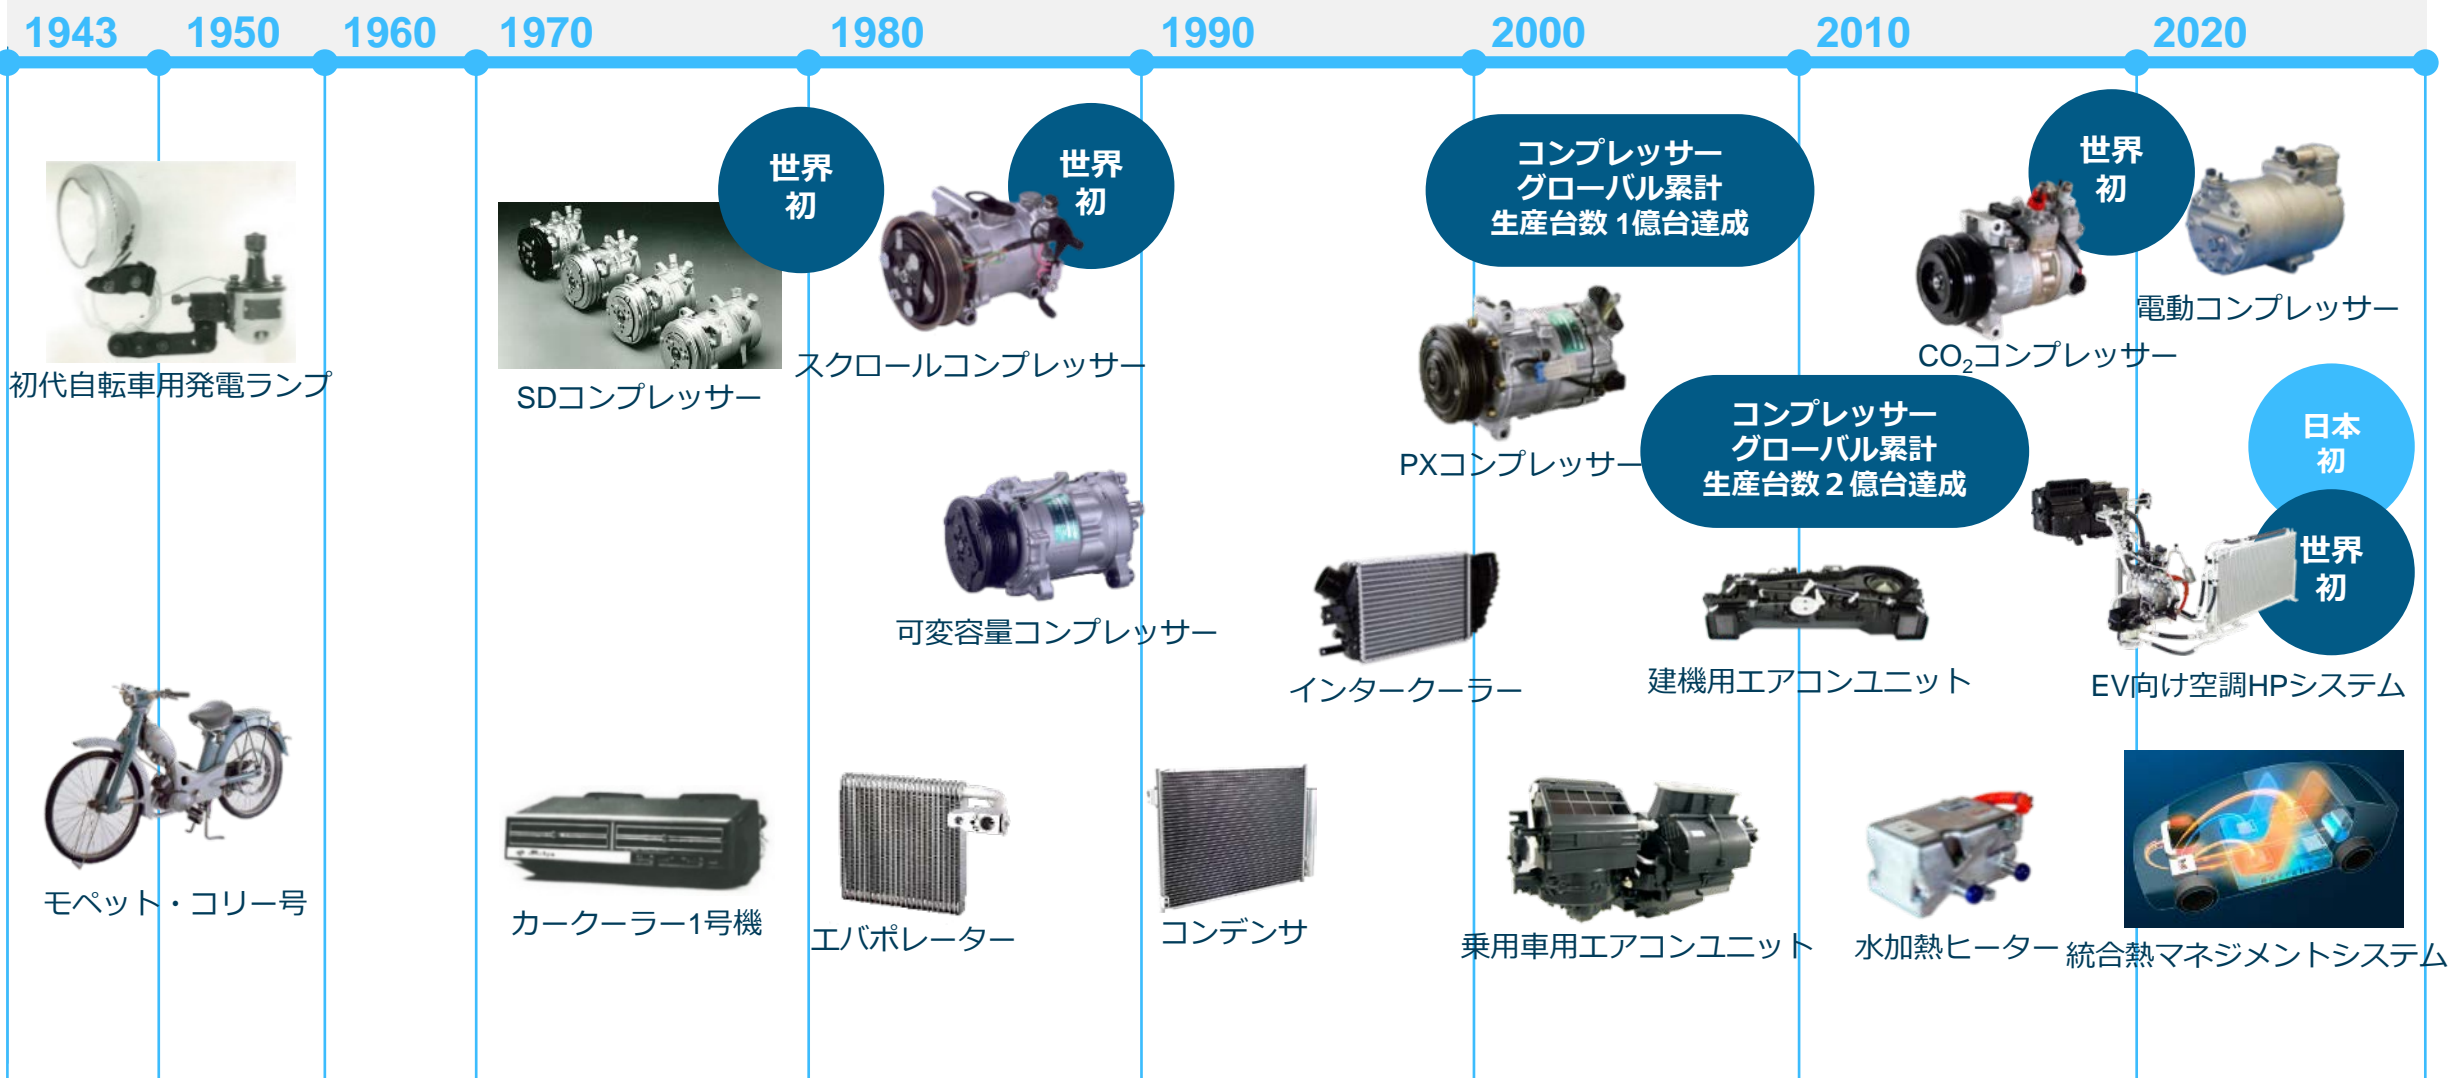 1943 1950 1960 1970 1980 1990 2000 2010 2020
世界
初
世界
初
コンプレッサー
グローバル累計
生産台数 1億台達成
世界
初
初代自転車用発電ランプ
SDコンプレッサー
スクロールコンプレッサー
電動コンプレッサー
CO₂コンプレッサー
PXコンプレッサー
コンプレッサー
グローバル累計
生産台数２億台達成
日本
初
世界
初
可変容量コンプレッサー
インタークーラー
建機用エアコンユニット
EV向け空調HPシステム
モペット・コリー号
カークーラー1号機
エバポレーター
コンデンサ
乗用車用エアコンユニット
水加熱ヒーター
統合熱マネジメントシステム